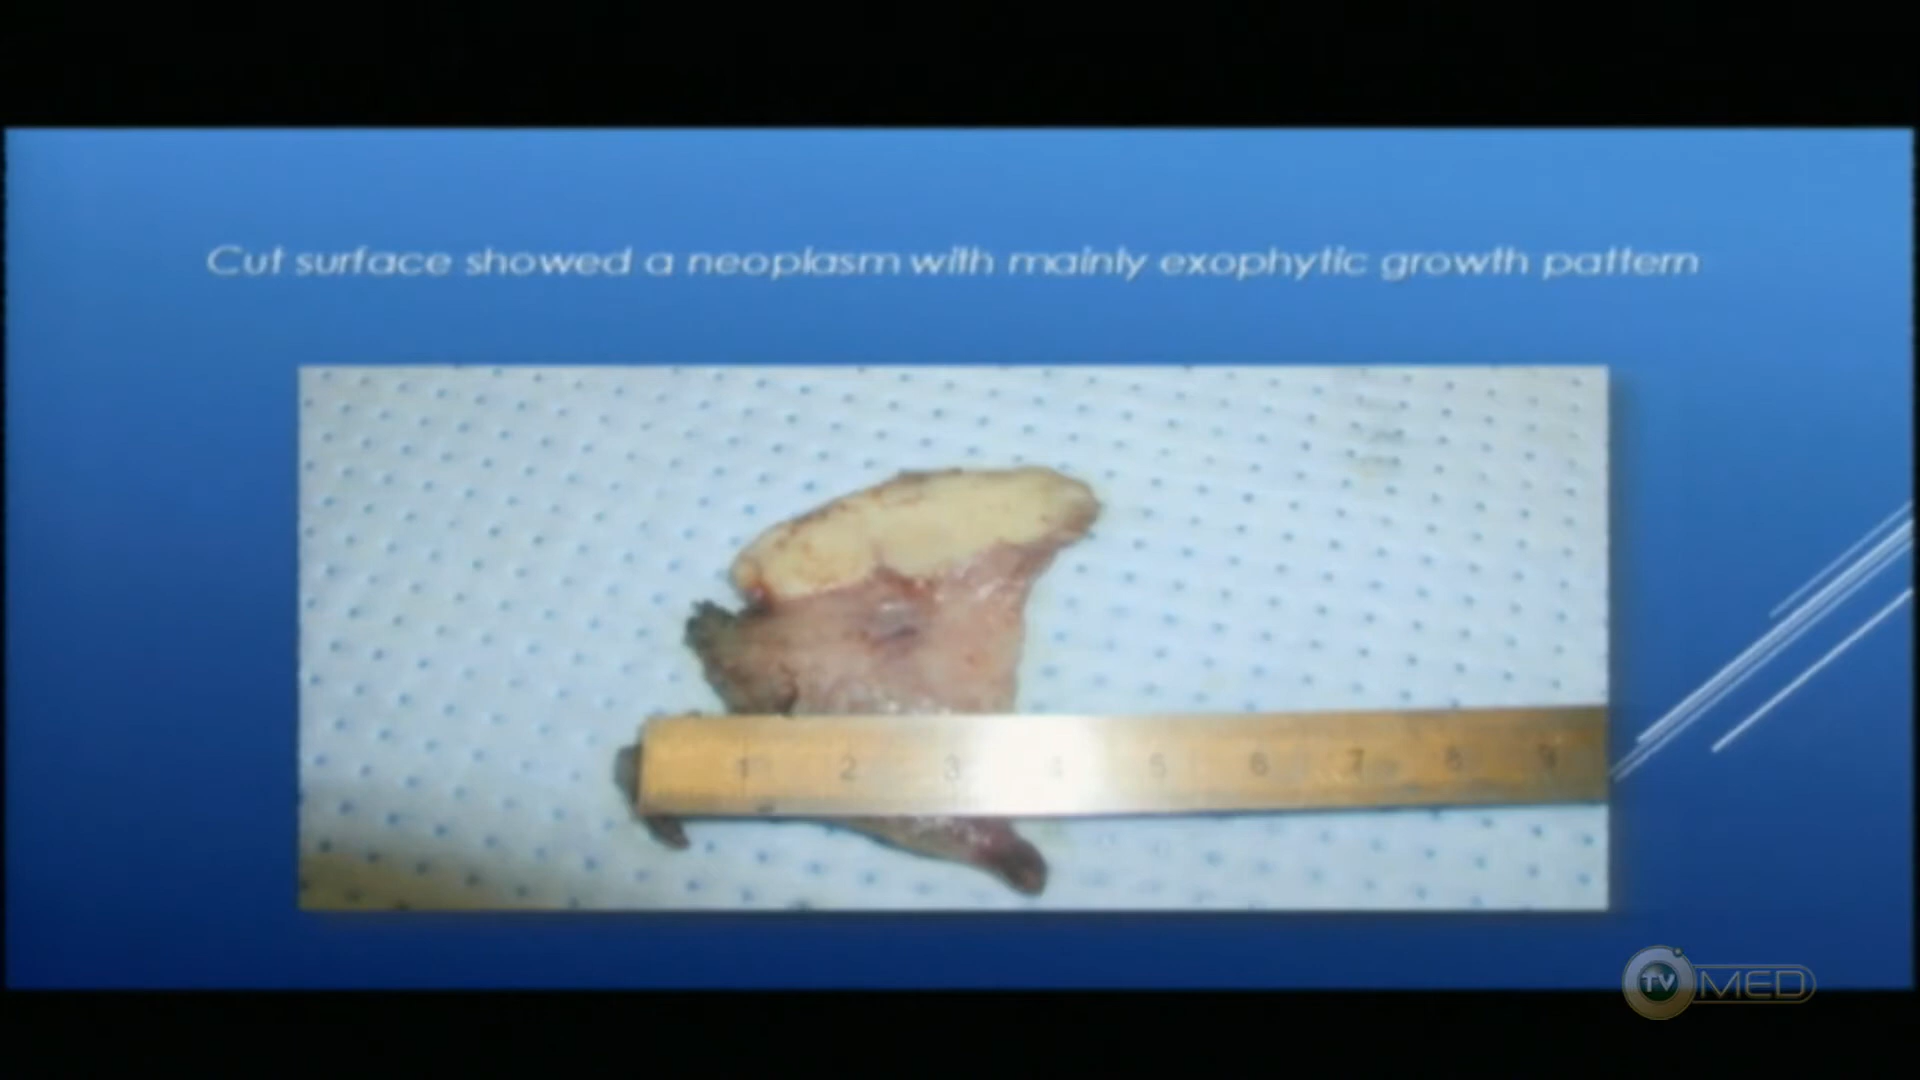 Cut surface showed a neoplasm with mainly exophytic growth pattern
1 2 3 4 5 6 7 8 9
TV MED